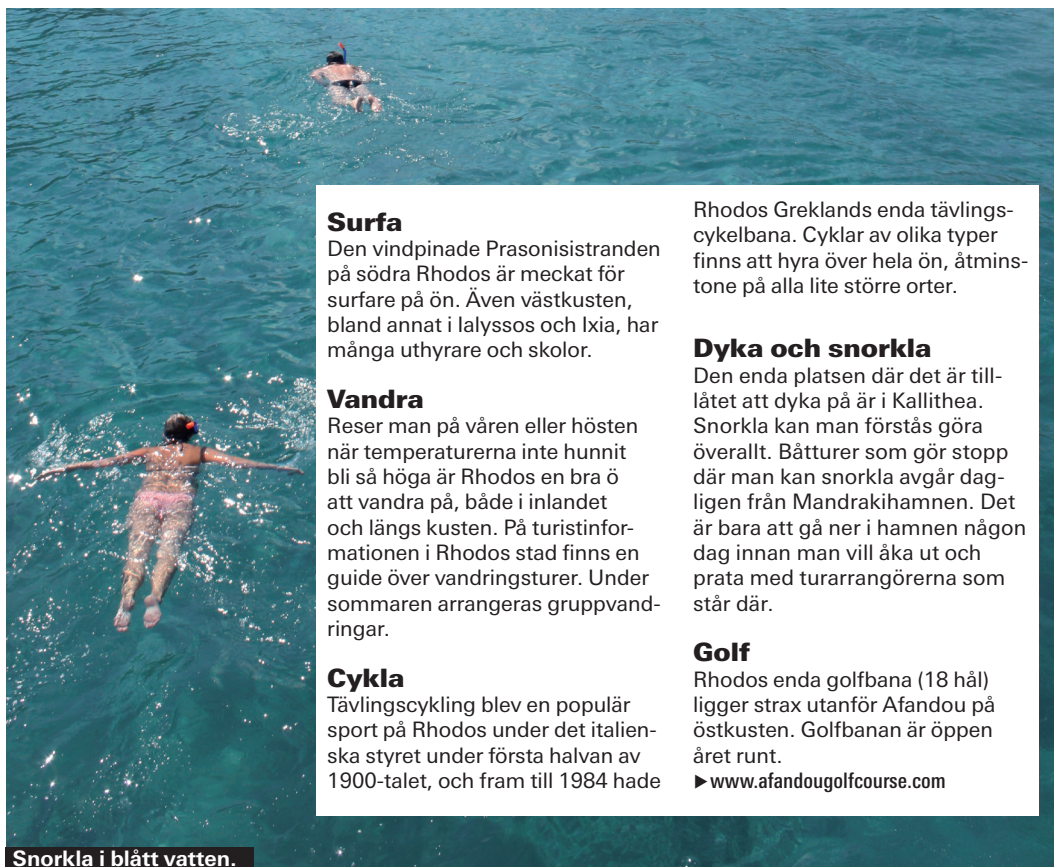 Surfa
Den vindpinade Prasonisistranden
på södra Rhodos är meckat för
surfare på ön. Även västkusten,
bland annat i Ialyssos och Ixia, har
många uthyrare och skolor.
Vandra
Reser man på våren eller hösten
när temperaturerna inte hunnit
bli så höga är Rhodos en bra ö
att vandra på, både i inlandet
och längs kusten. På turistinfor-
mationen i Rhodos stad finns en
guide över vandringsturer. Under
sommaren arrangeras gruppvand-
ringar.
Cykla
Tävlingscykling blev en populär
sport på Rhodos under det italien-
ska styret under första halvan av
1900-talet, och fram till 1984 hade
Rhodos Greklands enda tävlings-
cykelbana. Cyklar av olika typer
finns att hyra över hela ön, åtmins-
tone på alla lite större orter.
Dyka och snorkla
Den enda platsen där det är till-
låtet att dyka på är i Kallithea.
Snorkla kan man förstås göra
överallt. Båtturer som gör stopp
där man kan snorkla avgår dag-
ligen från Mandrakihamnen. Det
är bara att gå ner i hamnen någon
dag innan man vill åka ut och
prata med turarrangörerna som
står där.
Golf
Rhodos enda golfbana (18 hål)
ligger strax utanför Afandou på
östkusten. Golfbanan är öppen
året runt.
►www.afandougolfcourse.com
Snorkla i blått vatten.